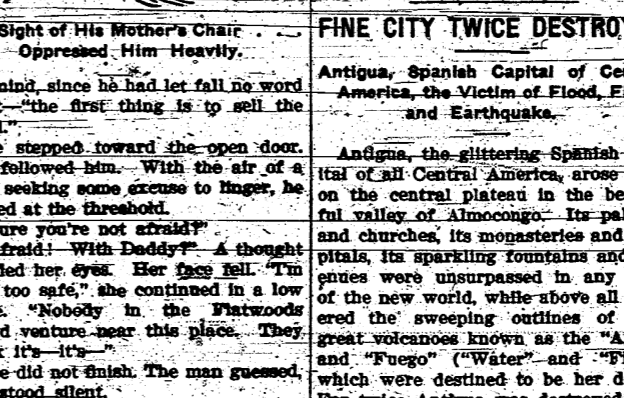 Sight of His Mother's Chair
Oppressed Him Heavily.
mind, since he had let fall no word
—"the first thing is to sell the
stepped toward the open door.
followed him. With the air of a
seeking some excuse to linger, he
ed at the threshold.
ure you're not afraid?"
fraid! With Daddy?" A thought
led her eyes. Her face fell. "I'm
too safe," she continued in a low
"Nobody in the Flatwoods
d venture near this place. They
it's—it's—"
e did not finish. The man guessed,
stood silent.
FINE CITY TWICE DESTROY
Antigua, Spanish Capital of Ce
America, the Victim of Flood, F
and Earthquake.
Antigua, the glittering Spanish
ital of all Central America, arose
on the central plateau in the be
ful valley of Almocongo. Its pal
and churches, its monasteries and
pitals, its sparkling fountains and
enues were unsurpassed in any
of the new world, while above all
ered the sweeping outlines of
great volcanoes known as the "A
and "Fuego" ("Water" and "Fi
which were destined to be her d